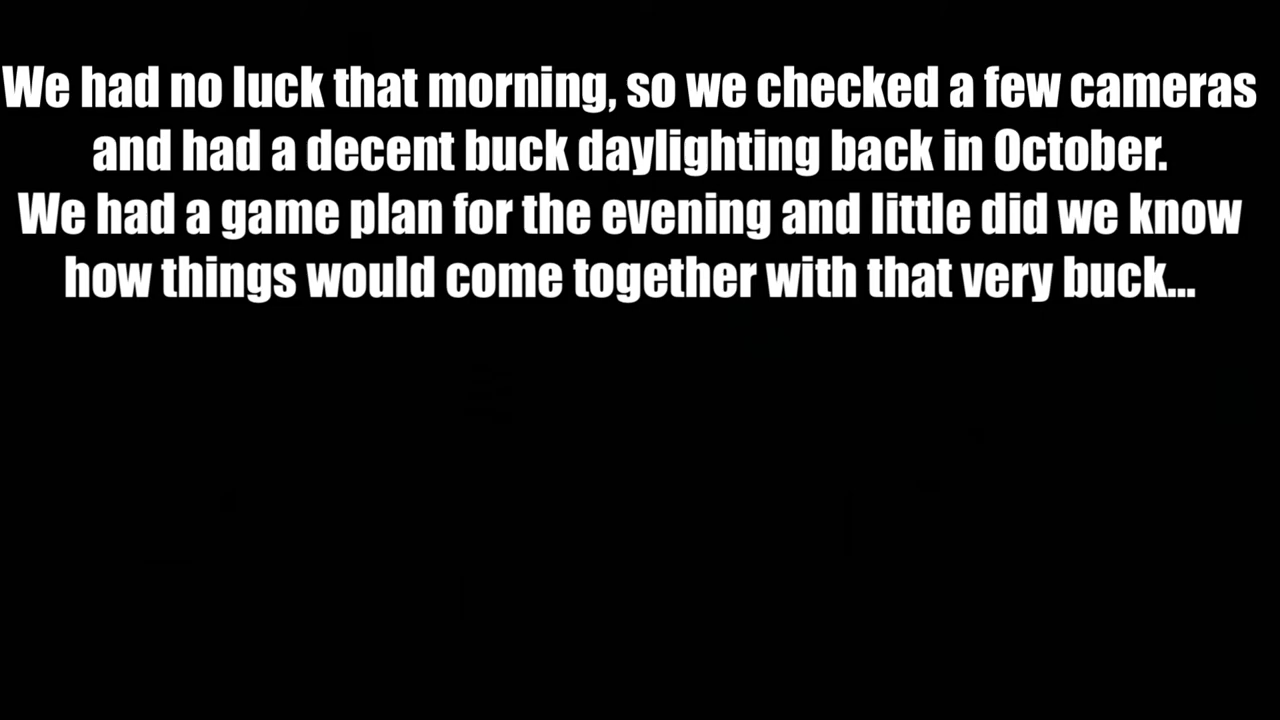 We had no luck that morning, so we checked a few cameras
and had a decent buck daylighting back in October.
We had a game plan for the evening and little did we know
how things would come together with that very buck...